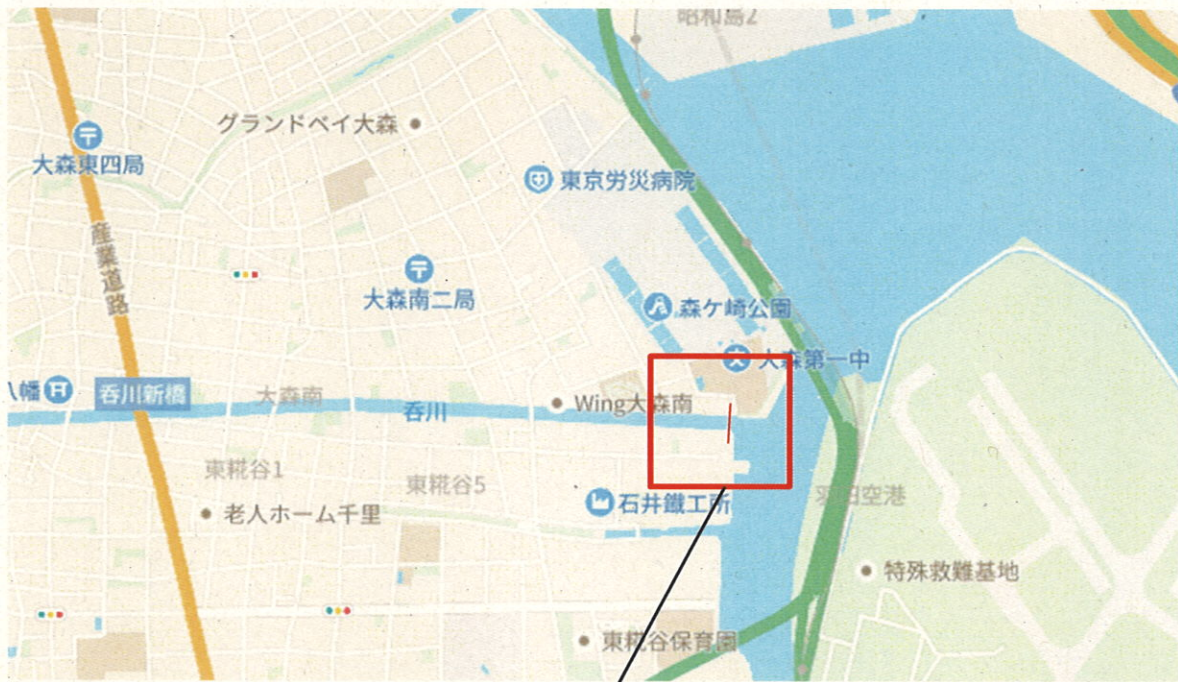 昭和島2
グランドベイ大森
大森東四局
東京労災病院
産業道路
大森南二局
森ケ崎公園
大森第一中
八幡
呑川新橋
大森南
呑川
Wing大森南
東糀谷1
東糀谷5
石井鐵工所
羽田空港
老人ホーム千里
特殊救難基地
東糀谷保育園